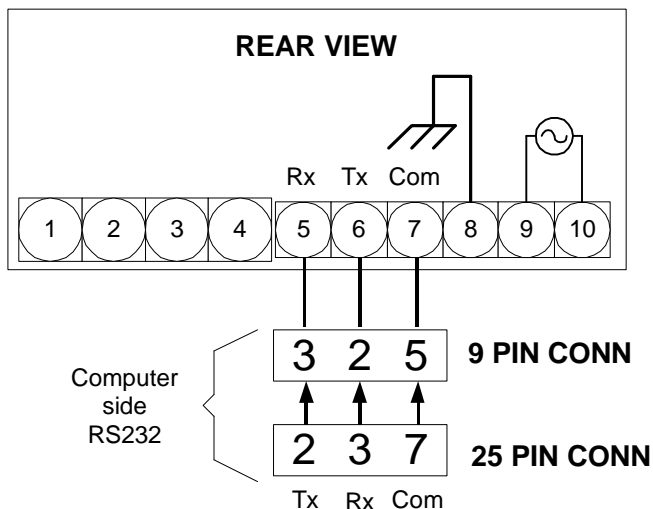 REAR VIEW
Rx Tx Com
1 2 3 4 5 6 7 8 9 10
3 2 5 9 PIN CONN
Computer
side
RS232
2 3 7 25 PIN CONN
Tx Rx Com